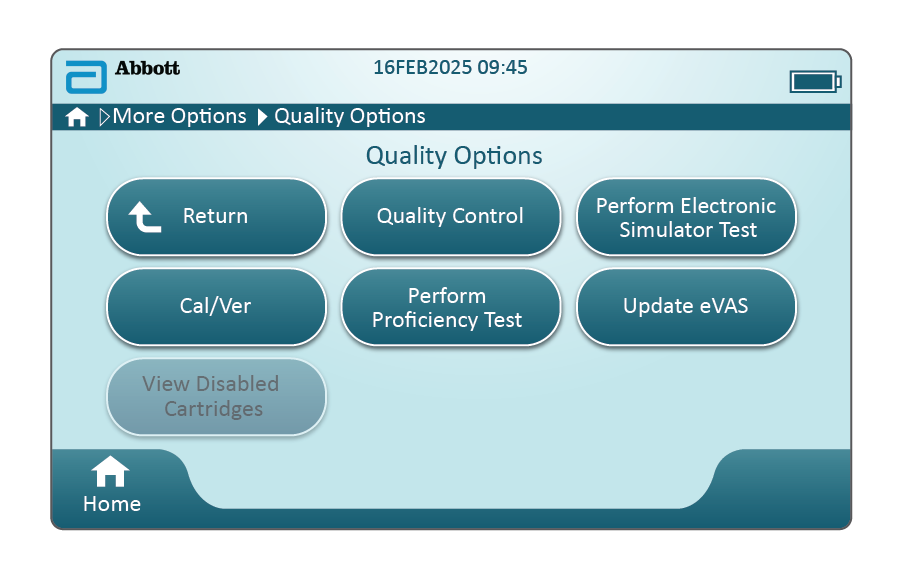 Abbott
16FEB2025 09:45
More Options Quality Options
Quality Options
Return
Quality Control
Perform Electronic
Simulator Test
Cal/Ver
Perform
Proficiency Test
Update eVAS
View Disabled
Cartridges
Home